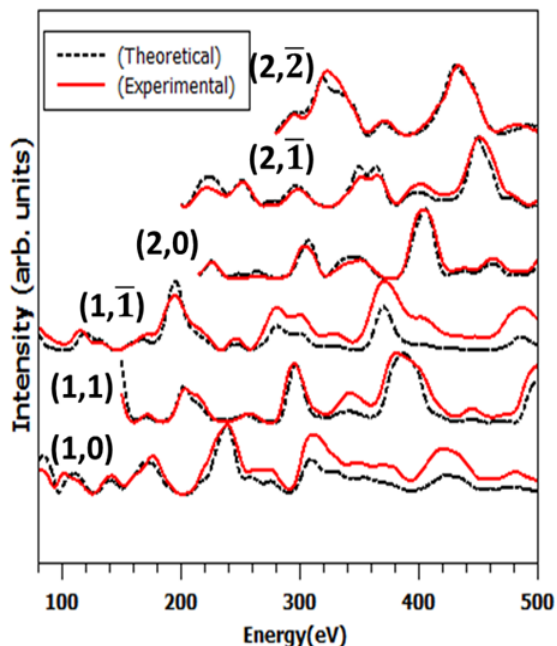 (Theoretical)
(Experimental)
(2,2̅)
(2,1̅)
(2,0)
(1,1̅)
(1,1)
(1,0)
Intensity (arb. units)
100 200 300 400 500
Energy(eV)